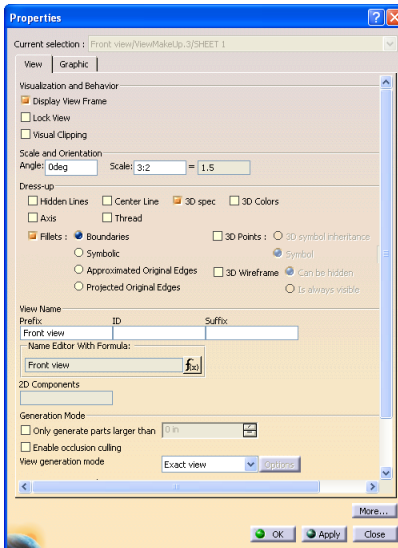 Properties
Current selection : Front view/ViewMakeUp.3/SHEET 1
View Graphic
Visualization and Behavior
Display View Frame
Lock View
Visual Clipping
Scale and Orientation
Angle: 0deg Scale: 3:2 = 1.5
Dress-up
Hidden Lines Center Line 3D spec 3D Colors
Axis Thread
Fillets : Boundaries 3D Points : 3D symbol inheritance
Symbolic Symbol
Approximated Original Edges 3D Wireframe Can be hidden
Projected Original Edges Is always visible
View Name
Prefix ID Suffix
Front view
Name Editor With Formula:
Front view f(x)
2D Components
Generation Mode
Only generate parts larger than 0 in
Enable occlusion culling
View generation mode Exact view Options
More...
OK Apply Close